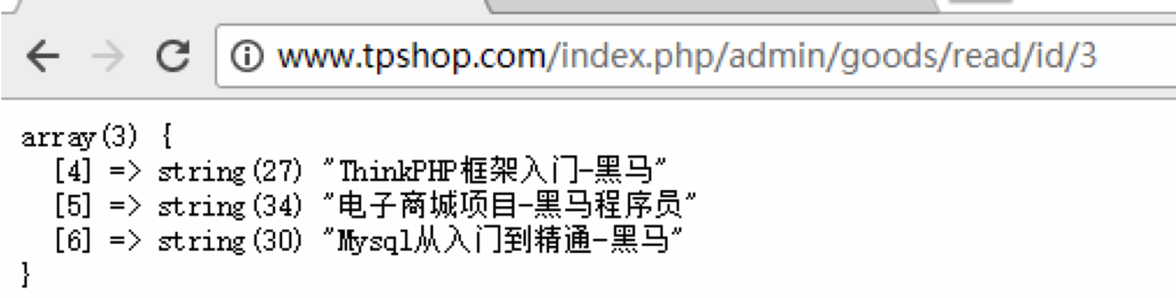 www.tpshop.com/index.php/admin/goods/read/id/3
array(3) {
  [4] => string(27) "ThinkPHP框架入门-黑马"
  [5] => string(34) "电子商城项目-黑马程序员"
  [6] => string(30) "Mysql从入门到精通-黑马"
}